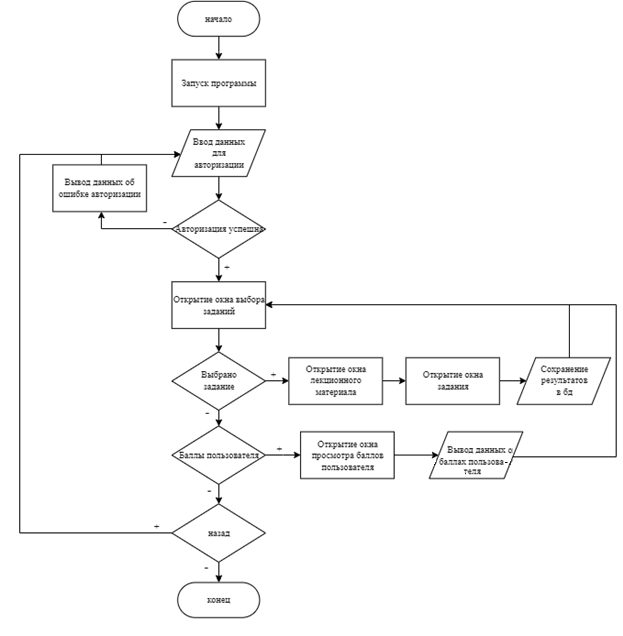 начало
Запуск программы
Ввод данных
для
авторизации
Вывод данных об
ошибке авторизации
-
Авторизация успешна
+
Открытие окна выбора
заданий
Выбрано
задание
+
Открытие окна
лекционного
материала
Открытие окна
задания
Сохранение
результатов
в бд
-
Баллы пользователя
+
Открытие окна
просмотра баллов
пользователя
Вывод данных о
баллах пользова-
теля
-
назад
+
-
конец